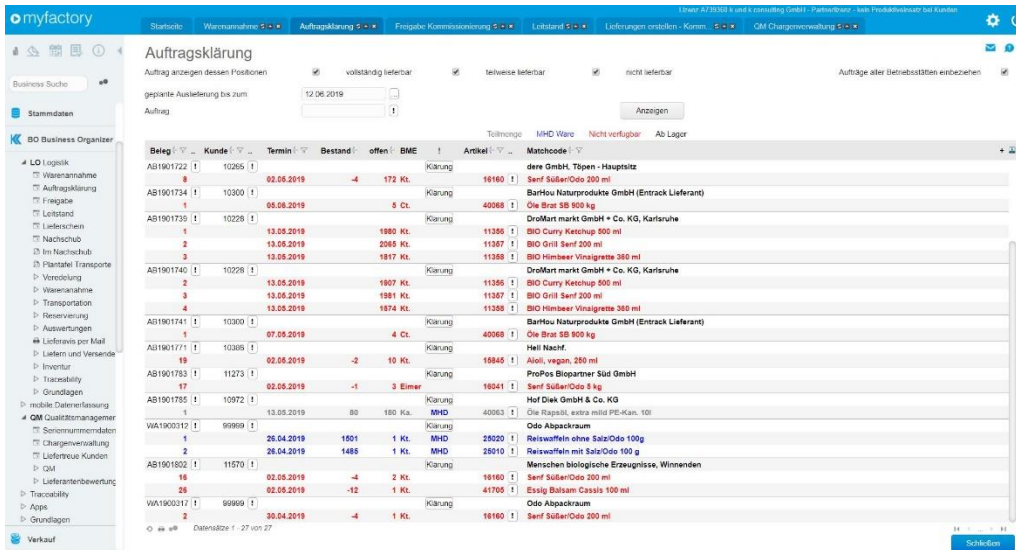 Lizenz A739360 k und k consulting GmbH - Partnerlizenz - kein Produktiveinsatz bei Kunden
myfactory
Startseite Warenannahme Auftragsklärung Freigabe Kommissionierung Leitstand Lieferungen erstellen - Komm... QM Chargenverwaltung
Auftragsklärung
Auftrag anzeigen dessen Positionen vollständig lieferbar teilweise lieferbar nicht lieferbar Aufträge aller Betriebsstätten einbeziehen
Business Suche
geplante Auslieferung bis zum 12.06.2019 ...
Auftrag ! Anzeigen
Stammdaten
BO Business Organizer
LO Logistik
Warenannahme
Auftragsklärung
Freigabe
Leitstand
Lieferschein
Nachschub
Im Nachschub
Plantafel Transporte
Veredelung
Warenanahme
Transportation
Reservierung
Auswertungen
Lieferavis per Mail
Liefern und Versende
Inventur
Traceability
Grundlagen
mobile Datenerfassung
QM Qualitätsmanagemer
Seriennummerndaten
Chargenverwaltung
Liefertreue Kunden
QM
Lieferantenbewertung
Traceability
Apps
Grundlagen
Verkauf
Teilmenge MHD Ware Nicht verfügbar Ab Lager
Beleg Kunde Termin Bestand offen BME ! Artikel Matchcode
AB1901722 ! 10265 ! Klärung dere GmbH, Töpen - Hauptsitz
8 02.05.2019 -4 172 Kt. 16160 ! Senf Süßer/Odo 200 ml
AB1901734 ! 10300 ! Klärung BarHou Naturprodukte GmbH (Entrack Lieferant)
1 05.05.2019 5 Ct. 40068 ! Öle Brat SB 900 kg
AB1901739 ! 10228 ! Klärung DroMart markt GmbH + Co. KG, Karlsruhe
1 13.05.2019 1980 Kt. 11356 ! BIO Curry Ketchup 500 ml
2 13.05.2019 2065 Kt. 11357 ! BIO Grill Senf 200 ml
3 13.05.2019 1817 Kt. 11358 ! BIO Himbeer Vinaigrette 350 ml
AB1901740 ! 10228 ! Klärung DroMart markt GmbH + Co. KG, Karlsruhe
2 13.05.2019 1907 Kt. 11356 ! BIO Curry Ketchup 500 ml
3 13.05.2019 1981 Kt. 11357 ! BIO Grill Senf 200 ml
4 13.05.2019 1574 Kt. 11358 ! BIO Himbeer Vinaigrette 350 ml
AB1901741 ! 10300 ! Klärung BarHou Naturprodukte GmbH (Entrack Lieferant)
1 07.05.2019 4 Ct. 40068 ! Öle Brat SB 900 kg
AB1901771 ! 10386 ! Klärung Hell Nachf.
19 02.05.2019 -2 10 Kt. 15845 ! Aioli, vegan, 250 ml
AB1901783 ! 11273 ! Klärung ProPos Biopartner Süd GmbH
17 02.05.2019 -1 3 Eimer 16041 ! Senf Süßer/Odo 5 kg
AB1901785 ! 10972 ! Klärung Hof Diek GmbH & Co. KG
1 13.05.2019 80 180 Ka. MHD 40063 ! Öle Rapsöl, extra mild PE-Kan. 10l
WA1900312 ! 99999 ! Klärung Odo Abpackraum
1 26.04.2019 1501 1 Kt. MHD 25020 ! Reiswaffeln ohne Salz/Odo 100g
2 26.04.2019 1485 1 Kt. MHD 25010 ! Reiswaffeln mit Salz/Odo 100 g
AB1901802 ! 11570 ! Klärung Menschen biologische Erzeugnisse, Winnenden
16 02.05.2019 -4 2 Kt. 16160 ! Senf Süßer/Odo 200 ml
26 02.05.2019 -12 1 Kt. 41705 ! Essig Balsam Cassis 100 ml
WA1900317 ! 99999 ! Klärung Odo Abpackraum
2 30.04.2019 -4 1 Kt. 16160 ! Senf Süßer/Odo 200 ml
Datensätze 1 - 27 von 27
Schließen